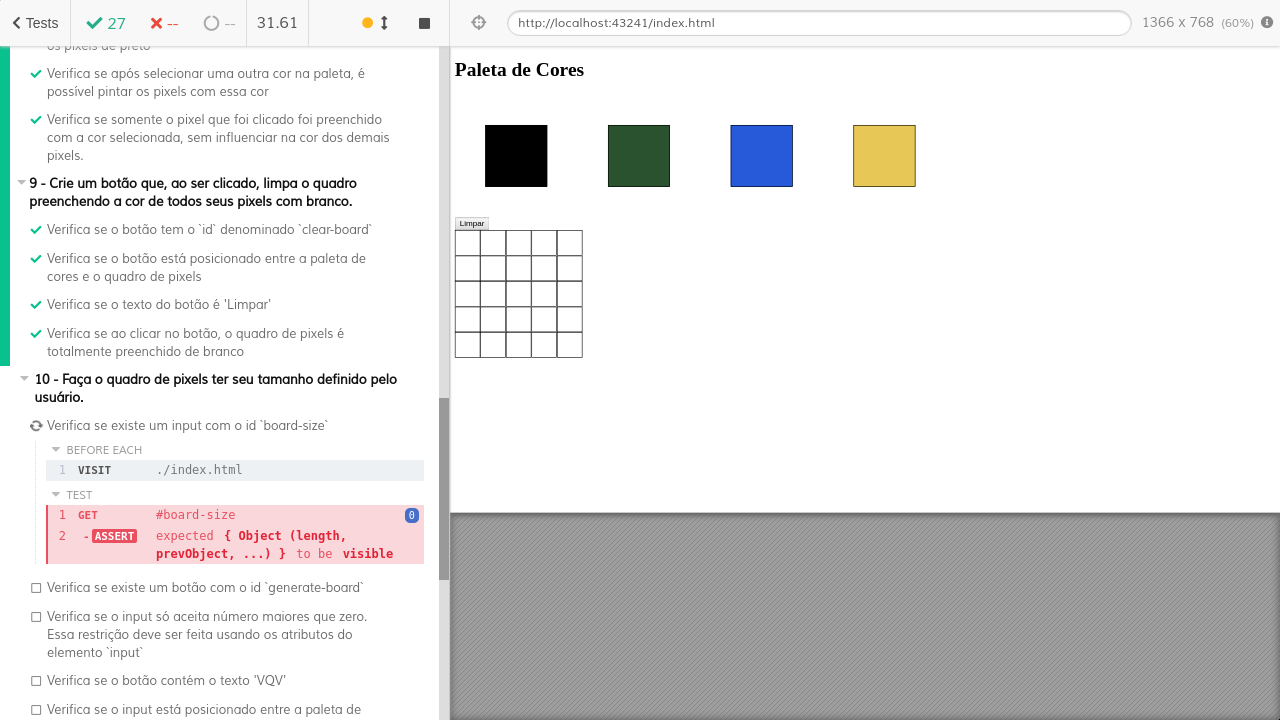 Tests
27
--
--
31.61
http://localhost:43241/index.html
1366 x 768 (60%)
os pixels de preto
Verifica se após selecionar uma outra cor na paleta, é
possível pintar os pixels com essa cor
Verifica se somente o pixel que foi clicado foi preenchido
com a cor selecionada, sem influenciar na cor dos demais
pixels.
9 - Crie um botão que, ao ser clicado, limpa o quadro
preenchendo a cor de todos seus pixels com branco.
Verifica se o botão tem o `id` denominado `clear-board`
Verifica se o botão está posicionado entre a paleta de
cores e o quadro de pixels
Verifica se o texto do botão é 'Limpar'
Verifica se ao clicar no botão, o quadro de pixels é
totalmente preenchido de branco
10 - Faça o quadro de pixels ter seu tamanho definido pelo
usuário.
Verifica se existe um input com o id `board-size`
BEFORE EACH
1 VISIT ./index.html
TEST
1 GET #board-size 0
2 -ASSERT expected { Object (length,
prevObject, ...) } to be visible
Verifica se existe um botão com o id `generate-board`
Verifica se o input só aceita número maiores que zero.
Essa restrição deve ser feita usando os atributos do
elemento `input`
Verifica se o botão contém o texto 'VQV'
Verifica se o input está posicionado entre a paleta de
Paleta de Cores
Limpar